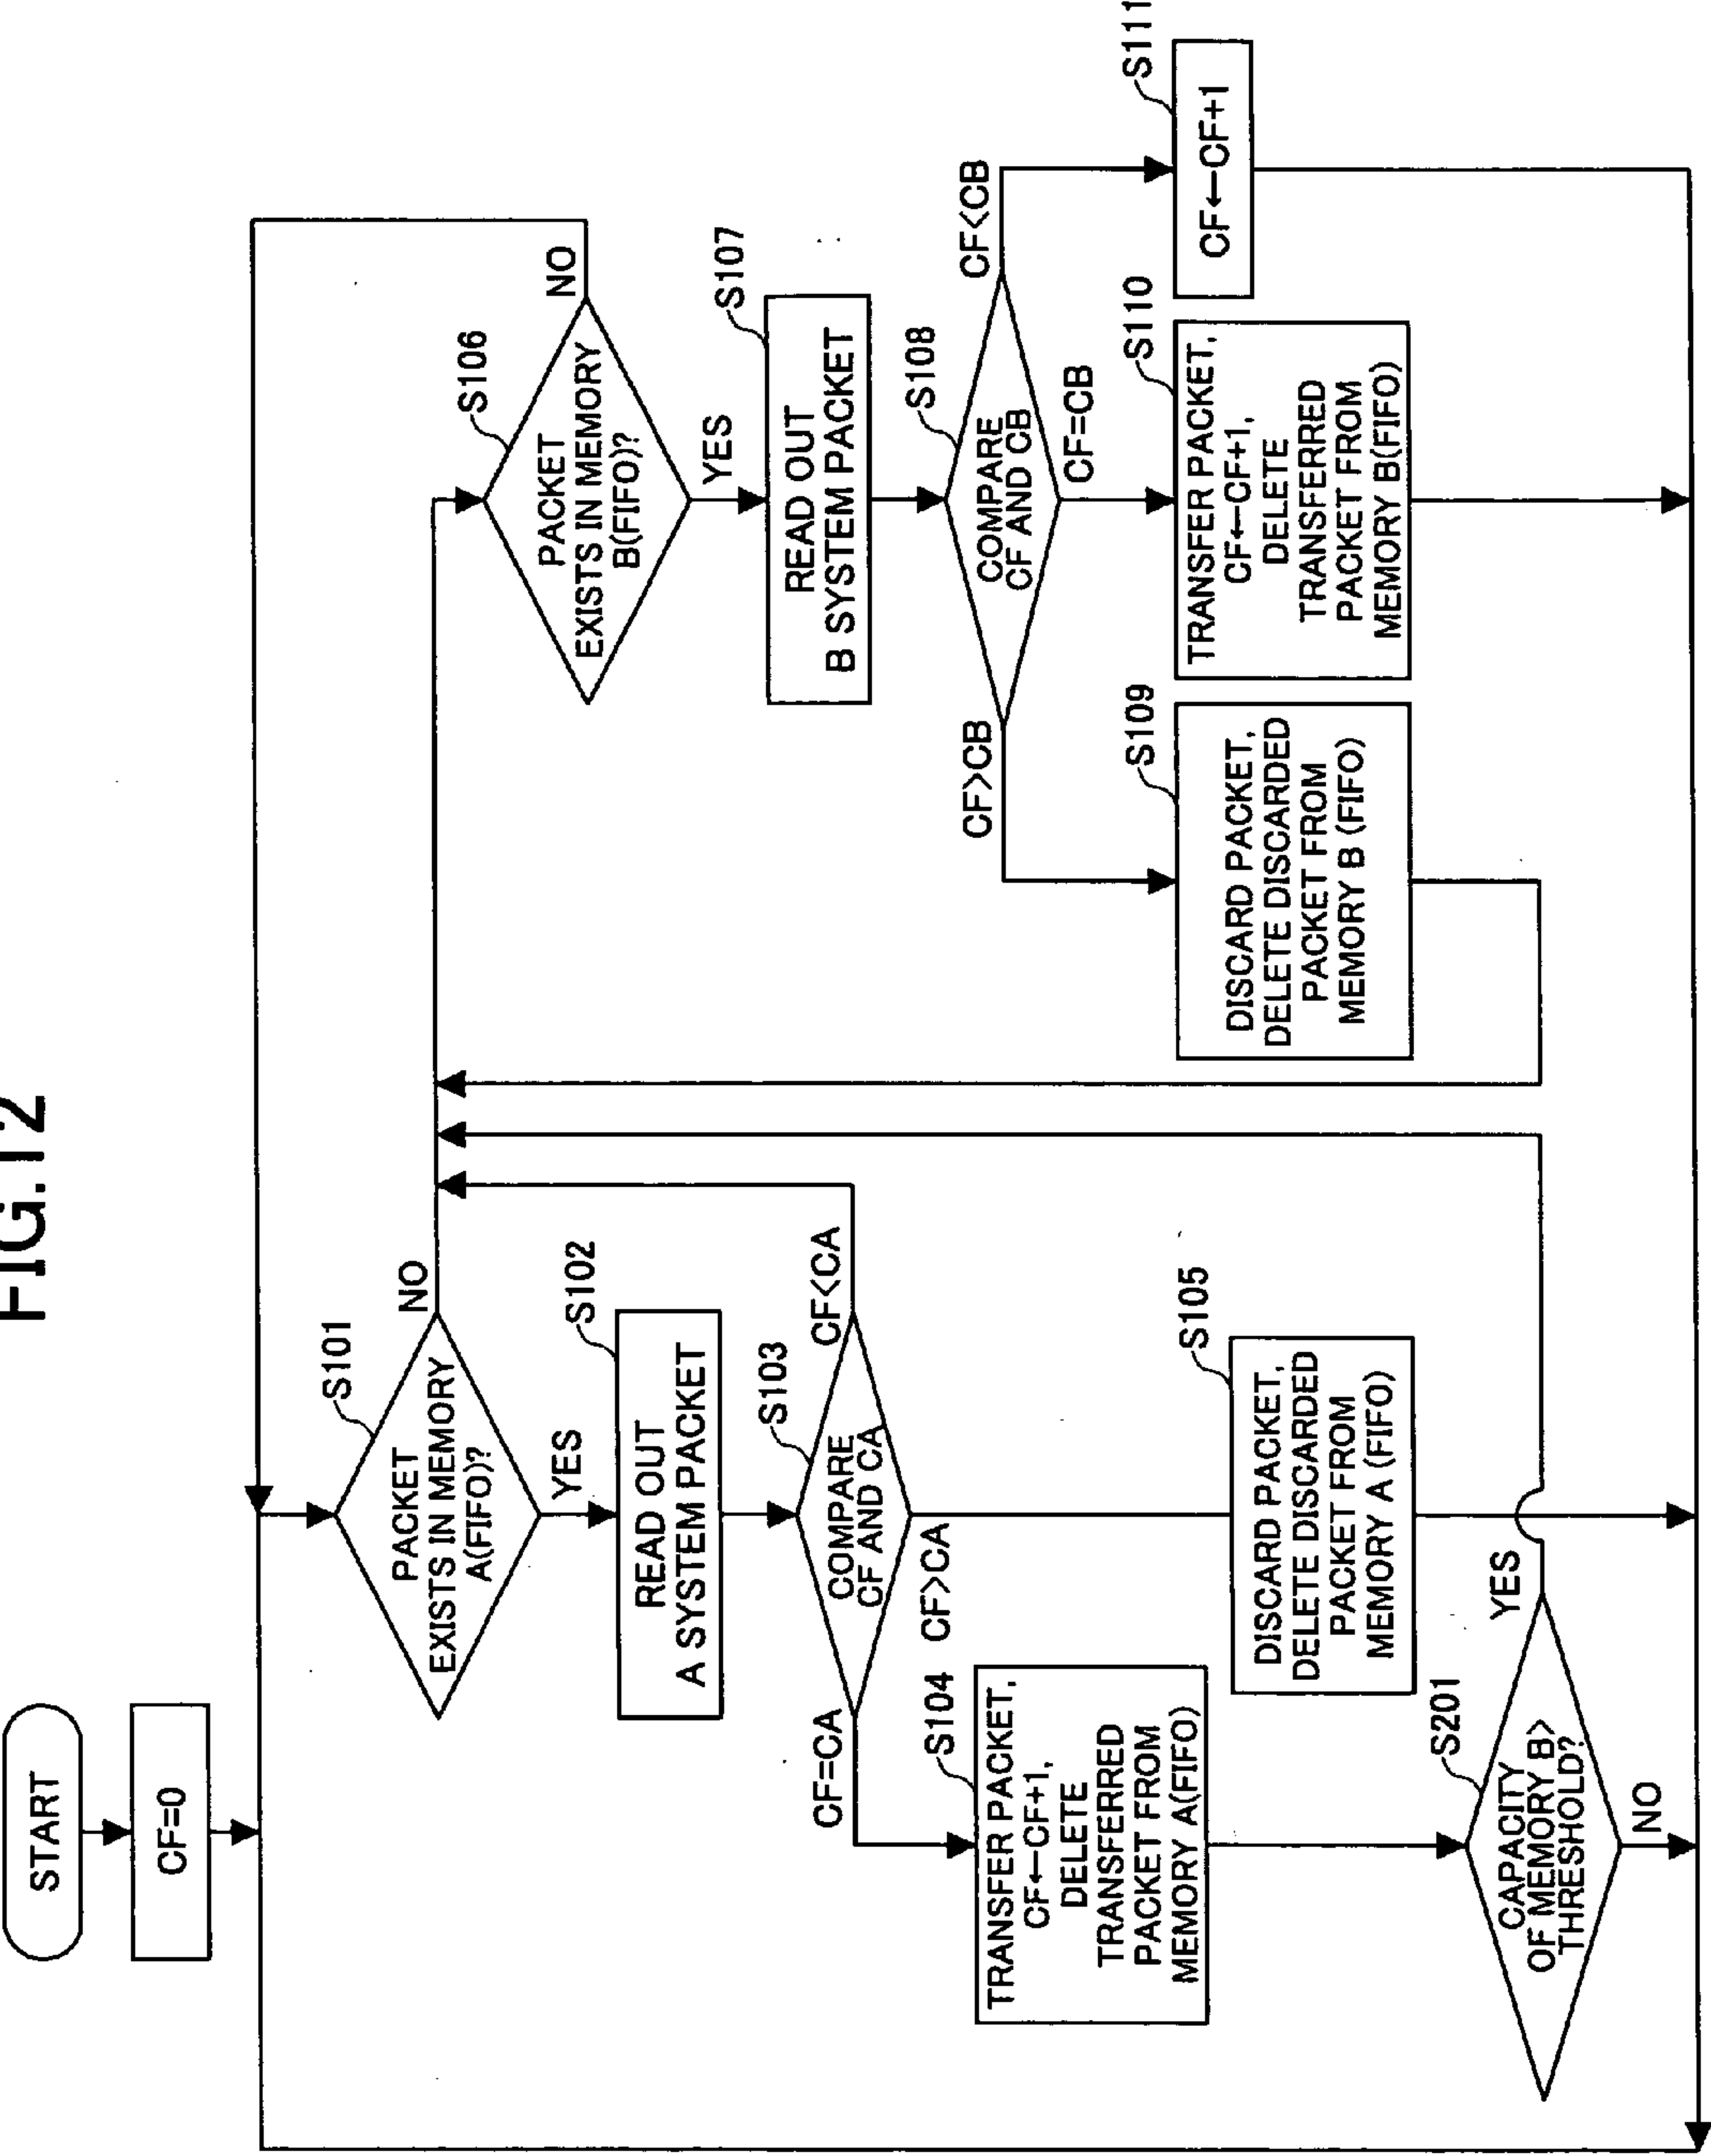 FIG.12
START
CF=0
S101
PACKET
EXISTS IN MEMORY
A(FIFO)?
NO
YES
S102
READ OUT
A SYSTEM PACKET
S103
COMPARE
CF AND CA
CF=CA
CF>CA
CF<CA
S104
TRANSFER PACKET,
CF←CF+1,
DELETE
TRANSFERRED
PACKET FROM
MEMORY A(FIFO)
S105
DISCARD PACKET,
DELETE DISCARDED
PACKET FROM
MEMORY A (FIFO)
S201
CAPACITY
OF MEMORY B>
THRESHOLD?
YES
NO
S106
PACKET
EXISTS IN MEMORY
B(FIFO)?
NO
YES
S107
READ OUT
B SYSTEM PACKET
S108
COMPARE
CF AND CB
CF>CB
CF=CB
CF<CB
S109
DISCARD PACKET,
DELETE DISCARDED
PACKET FROM
MEMORY B (FIFO)
S110
TRANSFER PACKET,
CF←CF+1,
DELETE
TRANSFERRED
PACKET FROM
MEMORY B(FIFO)
S111
CF←CF+1